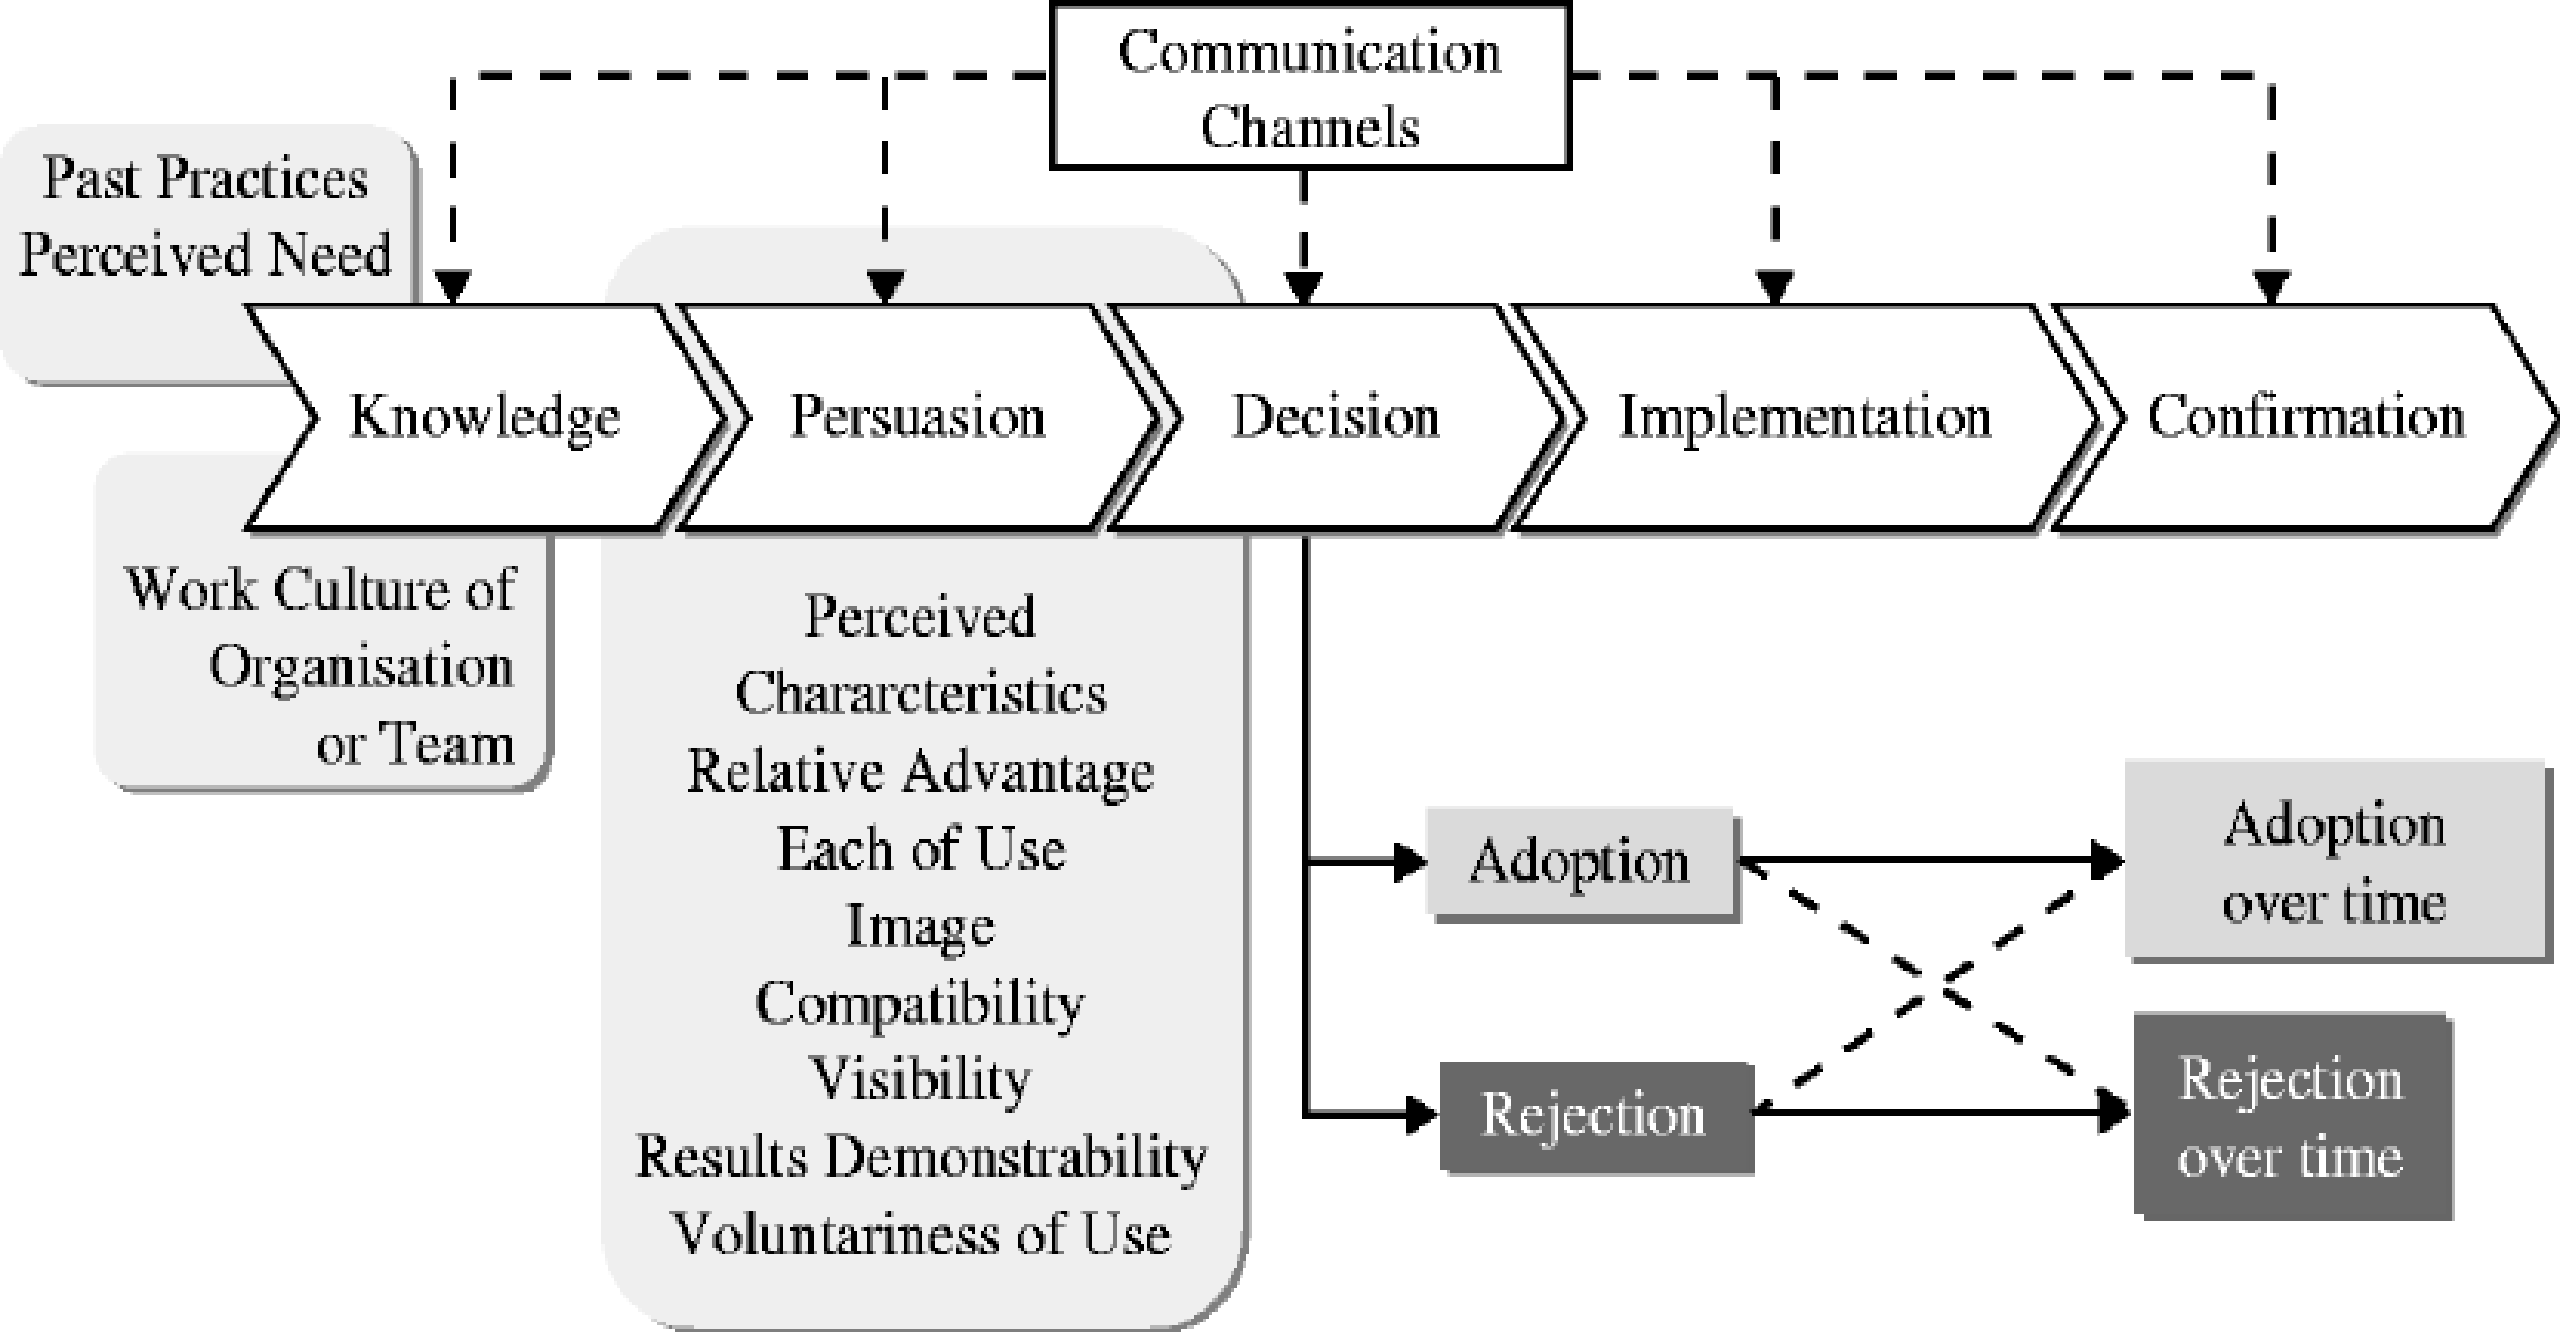 Communication
Channels
Past Practices
Perceived Need
Knowledge
Persuasion
Decision
Implementation
Confirmation
Work Culture of
Organisation
or Team
Perceived
Chararcteristics
Relative Advantage
Each of Use
Image
Compatibility
Visibility
Results Demonstrability
Voluntariness of Use
Adoption
Adoption
over time
Rejection
Rejection
over time